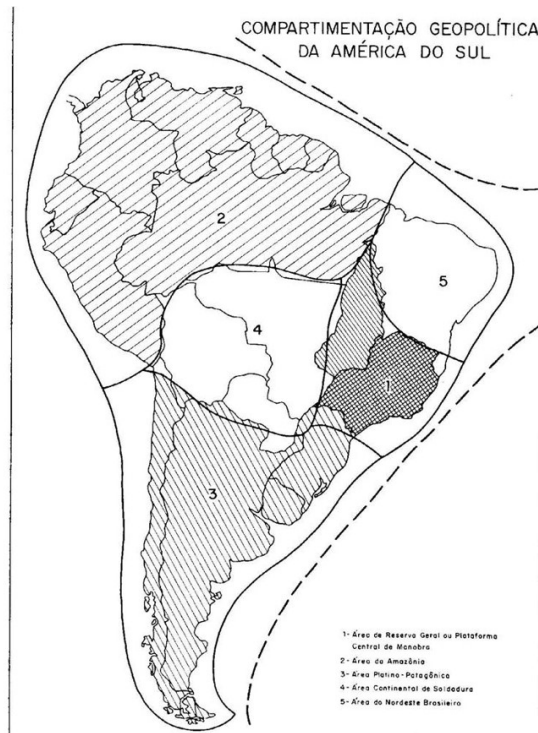 COMPARTIMENTAÇÃO GEOPOLÍTICA
DA AMÉRICA DO SUL
2
5
4
1
3
1- Área de Reserva Geral ou Plataforma
Central de Manobra
2- Área da Amazônia
3- Área Platino-Patagônica
4- Área Continental de Soldadura
5- Área do Nordeste Brasileiro